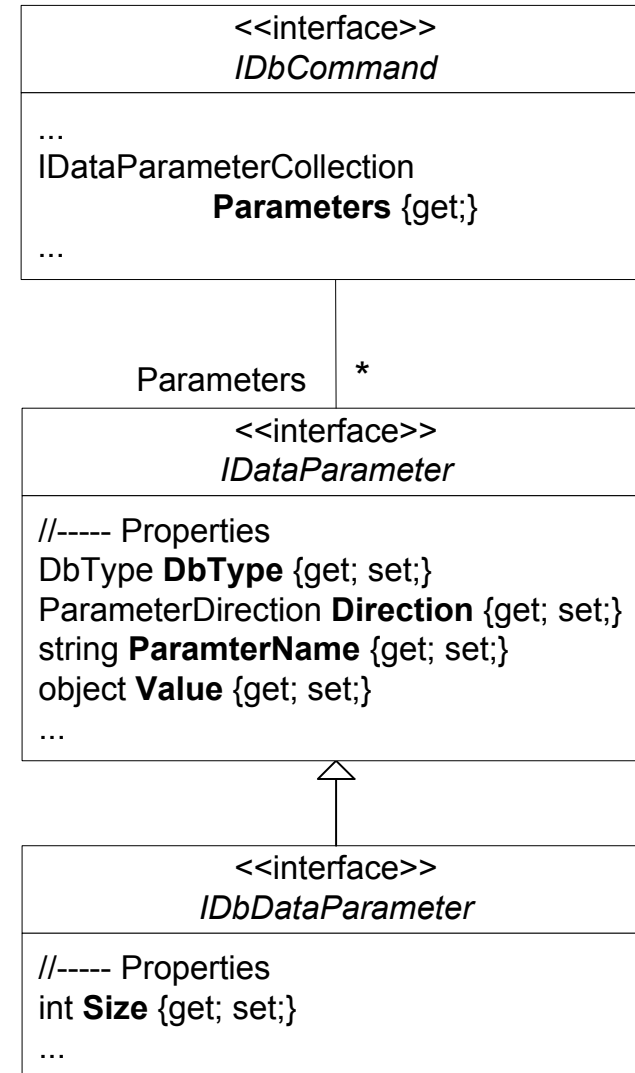 <<interface>>
IDbCommand
...
IDataParameterCollection
Parameters {get;}
...
Parameters *
<<interface>>
IDataParameter
//----- Properties
DbType DbType {get; set;}
ParameterDirection Direction {get; set;}
string ParamterName {get; set;}
object Value {get; set;}
...
<<interface>>
IDbDataParameter
//----- Properties
int Size {get; set;}
...